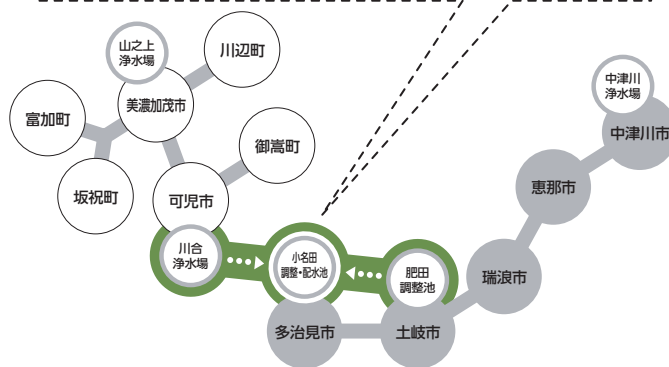 山之上
浄水場
川辺町
美濃加茂市
富加町
御嵩町
坂祝町
可児市
川合
浄水場
小名田
調整・配水池
肥田
調整池
多治見市
土岐市
瑞浪市
恵那市
中津川
浄水場
中津川市